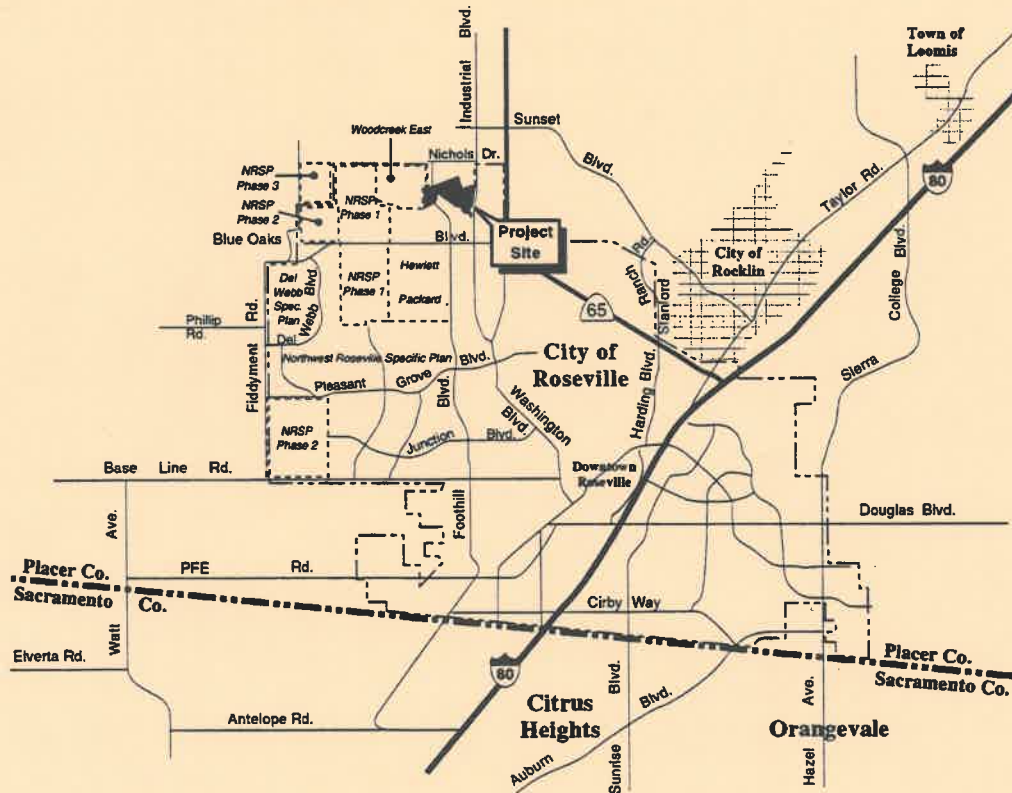 Town of
Loomis
Industrial Blvd.
Sunset
Blvd.
Woodcreek East
Nichols Dr.
NRSP
Phase 3
NRSP
Phase 2
NRSP
Phase 1
Blue Oaks
Blvd.
Project
Site
Taylor Rd.
80
City of
Rocklin
College Blvd.
Ranch Rd.
Stanford
65
Del
Webb
Spec.
Plan
Del Webb Blvd
NRSP
Phase 1
Hewlett
Packard
Phillip
Rd.
Fiddyment Rd.
Northwest Roseville Specific Plan
Pleasant Grove Blvd.
City of
Roseville
Harding Blvd.
Sierra
Washington
Blvd.
NRSP
Phase 2
Junction Blvd.
Foothill Blvd.
Base Line Rd.
Downtown
Roseville
Douglas Blvd.
Watt Ave.
PFE Rd.
Placer Co.
Sacramento Co.
Cirby Way
Placer Co.
Sacramento Co.
Elverta Rd.
80
Citrus
Heights
Antelope Rd.
Auburn Blvd.
Sunrise Blvd.
Hazel Ave.
Orangevale